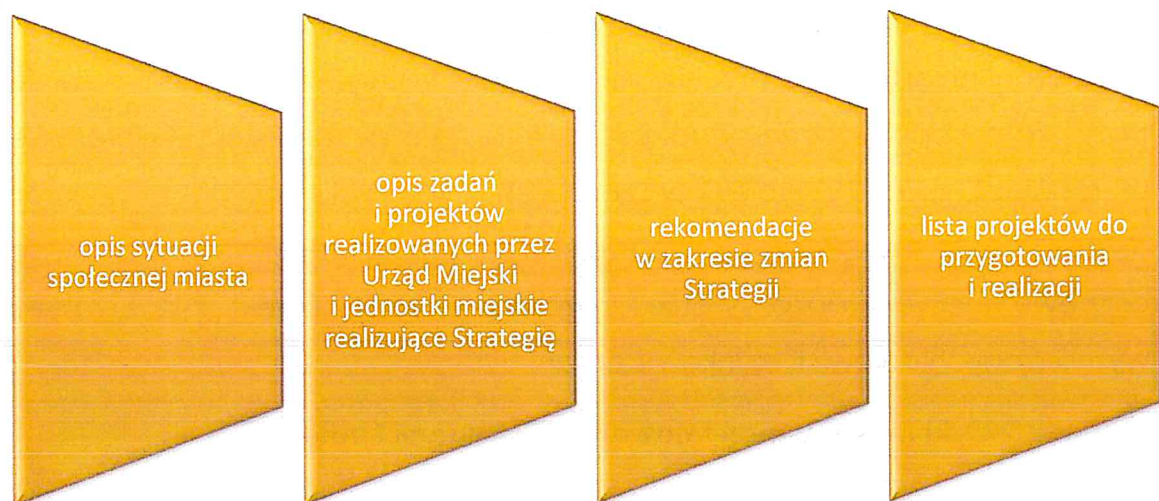 opis sytuacji
społecznej miasta
opis zadań
i projektów
realizowanych przez
Urząd Miejski
i jednostki miejskie
realizujące Strategię
rekomendacje
w zakresie zmian
Strategii
lista projektów do
przygotowania
i realizacji